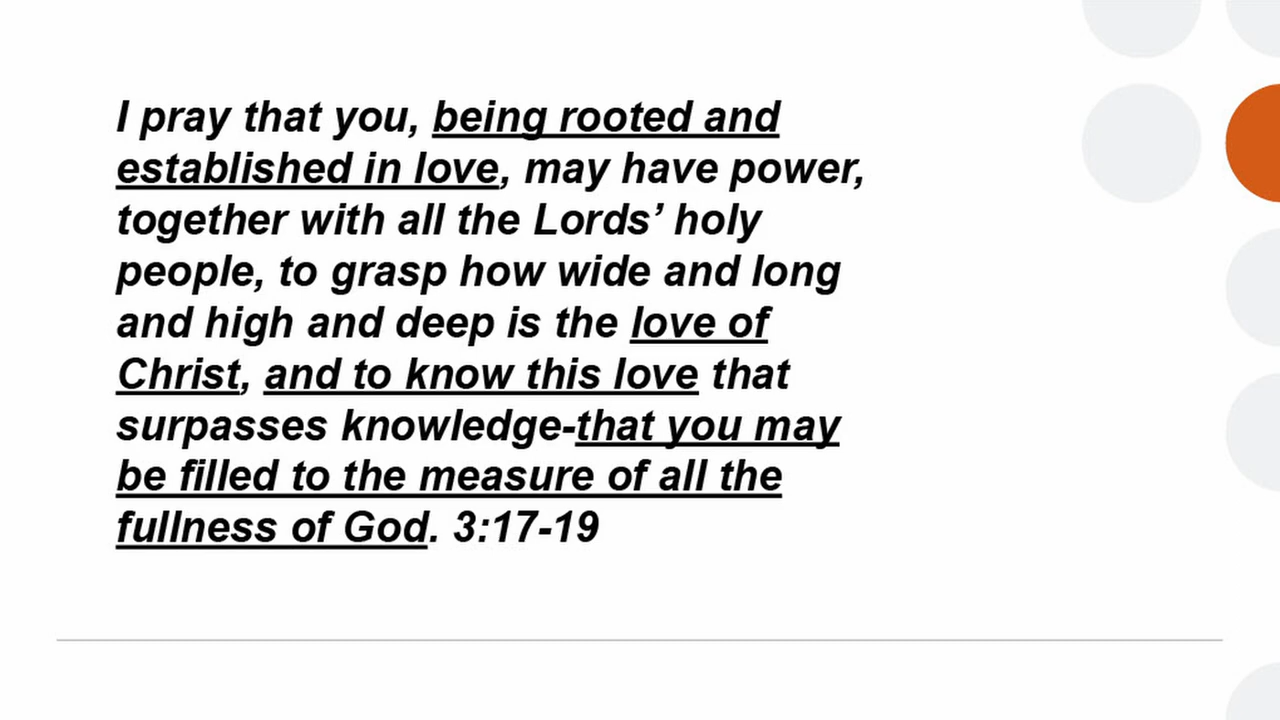 I pray that you, being rooted and
established in love, may have power,
together with all the Lords’ holy
people, to grasp how wide and long
and high and deep is the love of
Christ, and to know this love that
surpasses knowledge-that you may
be filled to the measure of all the
fullness of God. 3:17-19